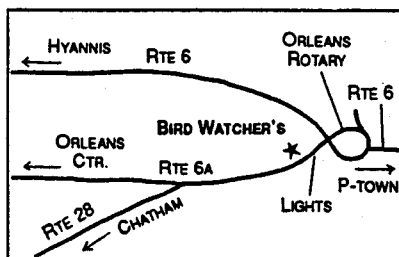 HYANNIS
RTE 6
ORLEANS
ROTARY
RTE 6
BIRD WATCHER'S
ORLEANS
CTR.
RTE 6A
P-TOWN
LIGHTS
RTE 28
CHATHAM